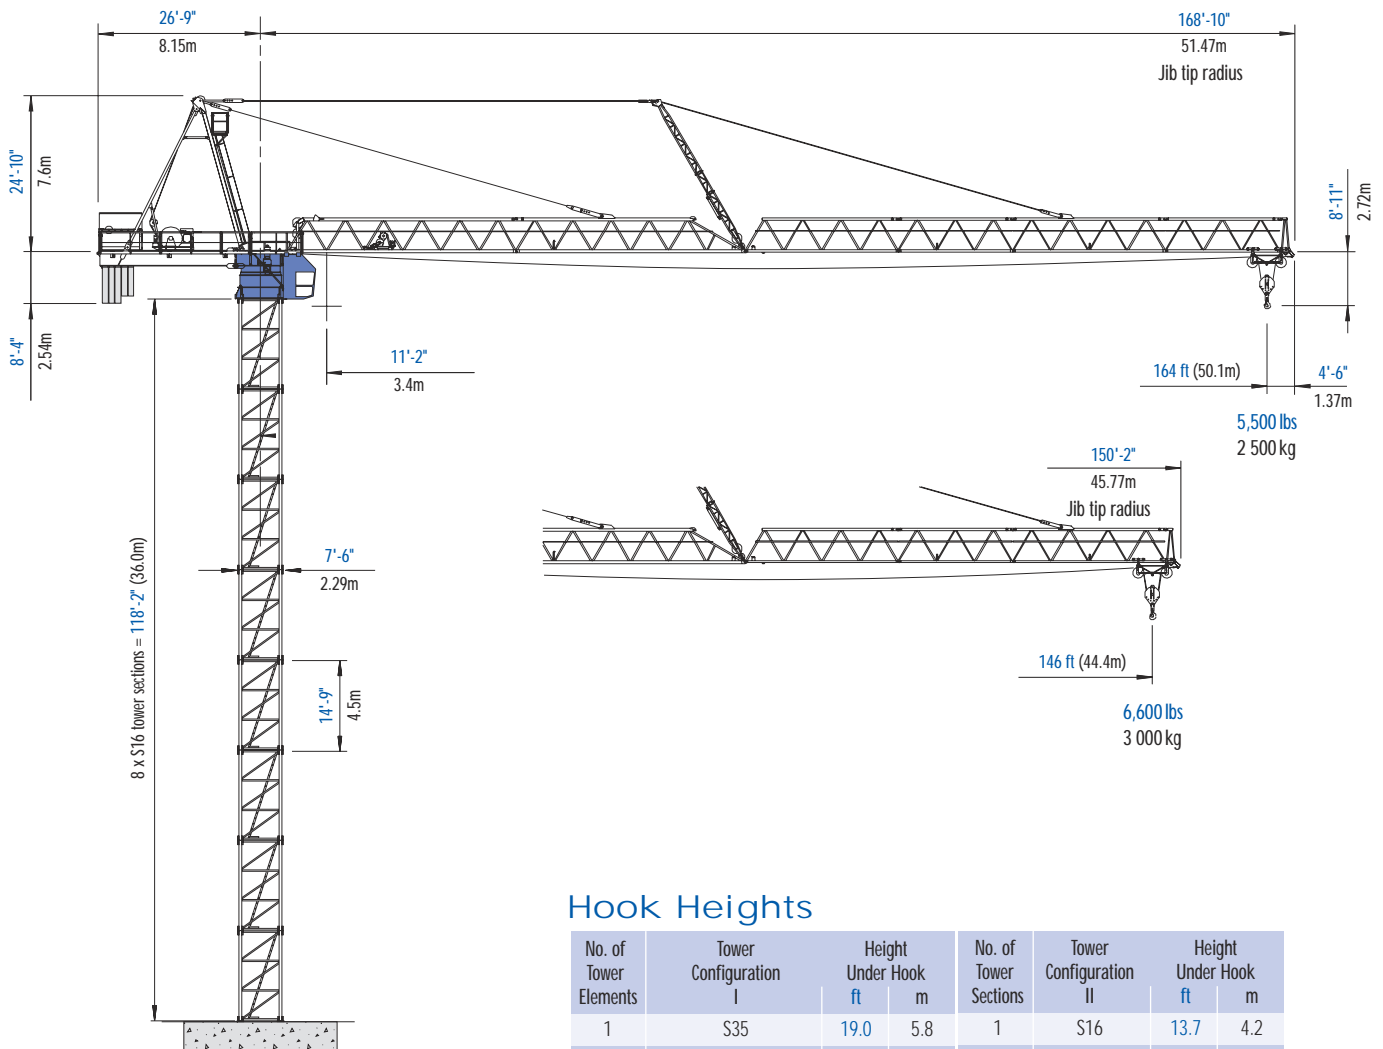 26'-9"
8.15m
168'-10"
51.47m
Jib tip radius
24'-10"
7.6m
8'-11"
2.72m
8'-4"
2.54m
11'-2"
3.4m
164 ft (50.1m)
4'-6"
1.37m
5,500 lbs
2 500 kg
150'-2"
45.77m
Jib tip radius
7'-6"
2.29m
8 x S16 tower sections = 118'-2" (36.0m)
146 ft (44.4m)
14'-9"
4.5m
6,600 lbs
3 000 kg
Hook Heights
No. of Tower Elements Tower Configuration I Height Under Hook ft m No. of Tower Sections Tower Configuration II Height Under Hook ft m
1 S35 19.0 5.8 1 S16 13.7 4.2